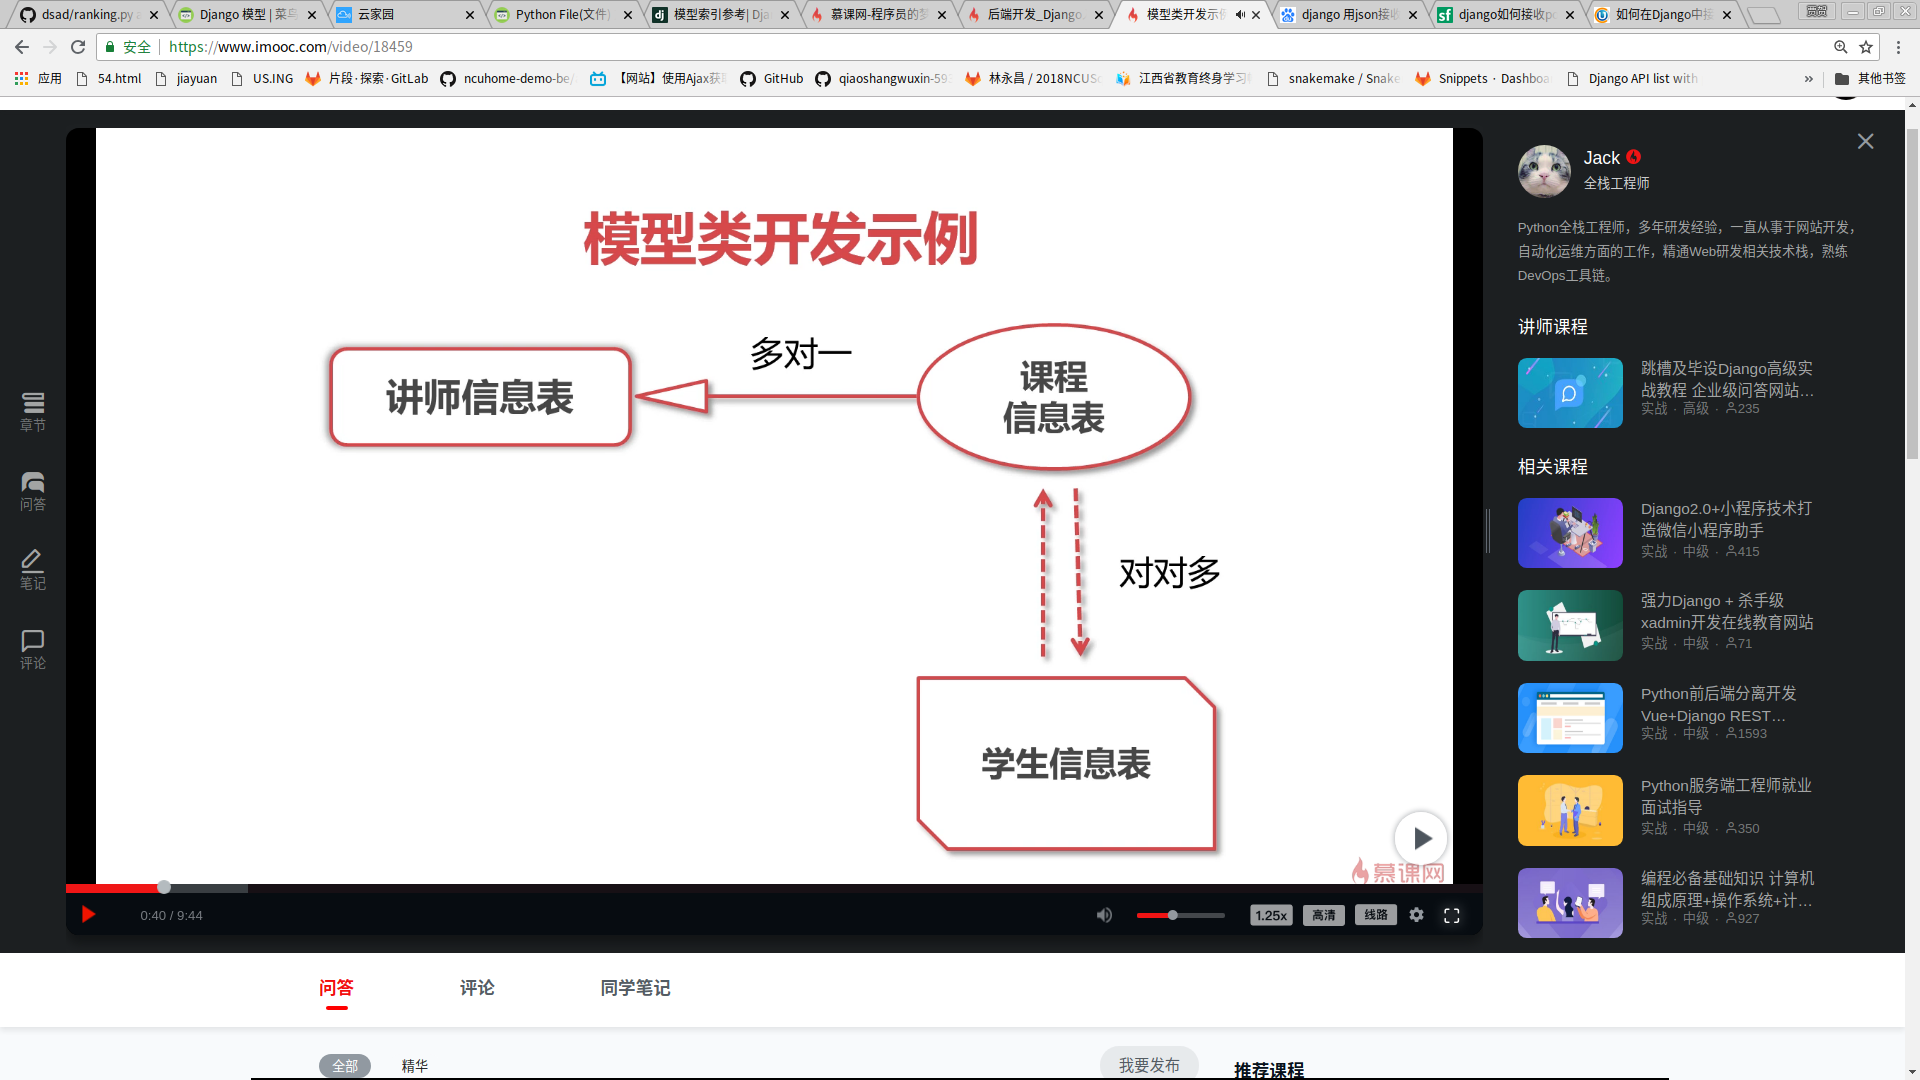 dsad/ranking.py a
Django 模型 | 菜鸟
云家园
Python File(文件)
模型索引参考| Dja
慕课网-程序员的梦
后端开发_Django
模型类开发示例
django 用json接收
django如何接收po
如何在Django中接
贾贺
安全
https://www.imooc.com/video/18459
应用
54.html
jiayuan
US.ING
片段·探索·GitLab
ncuhome-demo-be/
【网站】使用Ajax获取
GitHub
qiaoshangwuxin-59
林永昌 / 2018NCUSc
江西省教育终身学习
snakemake / Snake
Snippets · Dashboa
Django API list with
»
其他书签
章节
问答
笔记
评论
模型类开发示例
多对一
讲师信息表
课程
信息表
对对多
学生信息表
慕课网
0:40 / 9:44
1.25x
高清
线路
Jack
全栈工程师
Python全栈工程师，多年研发经验，一直从事于网站开发，
自动化运维方面的工作，精通Web研发相关技术栈，熟练
DevOps工具链。
讲师课程
跳槽及毕设Django高级实
战教程 企业级问答网站…
实战 · 高级 · 235
相关课程
Django2.0+小程序技术打
造微信小程序助手
实战 · 中级 · 415
强力Django + 杀手级
xadmin开发在线教育网站
实战 · 中级 · 71
Python前后端分离开发
Vue+Django REST…
实战 · 中级 · 1593
Python服务端工程师就业
面试指导
实战 · 中级 · 350
编程必备基础知识 计算机
组成原理+操作系统+计…
实战 · 中级 · 927
问答
评论
同学笔记
全部
精华
我要发布
推荐课程